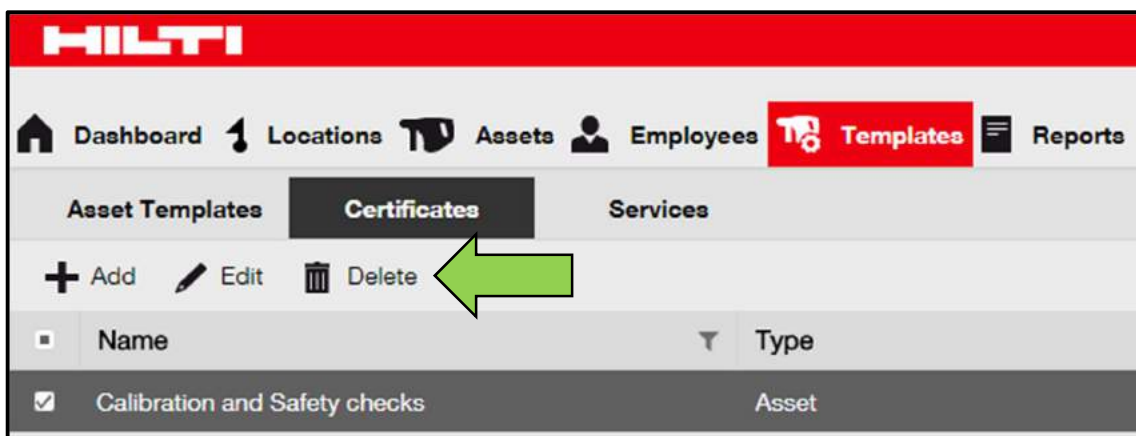 HILTI
Dashboard Locations Assets Employees Templates Reports
Asset Templates Certificates Services
Add Edit Delete
Name Type
Calibration and Safety checks Asset